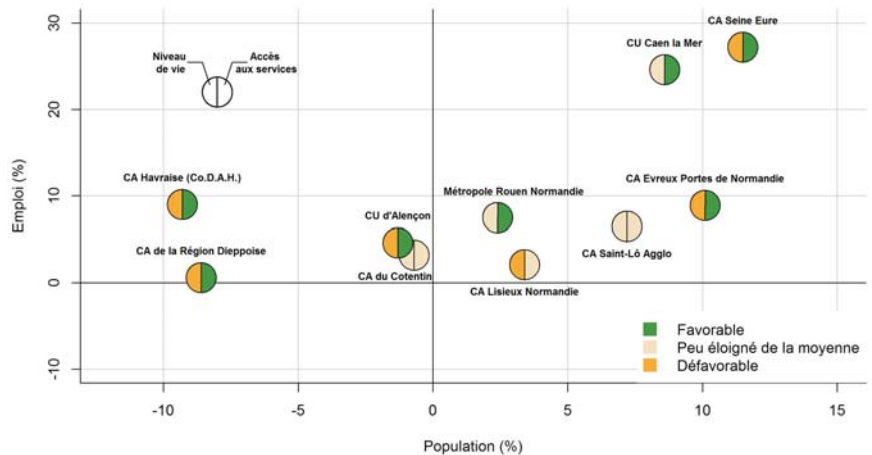 CA Seine Eure
CU Caen la Mer
Niveau
de vie
Accès
aux services
CA Havraise (Co.D.A.H.)
CA Evreux Portes de Normandie
Métropole Rouen Normandie
CU d'Alençon
CA de la Région Dieppoise
CA du Cotentin
CA Saint-Lô Agglo
CA Lisieux Normandie
Favorable
Peu éloigné de la moyenne
Défavorable
30
20
10
0
-10
Emploi (%)
-10
-5
0
5
10
15
Population (%)